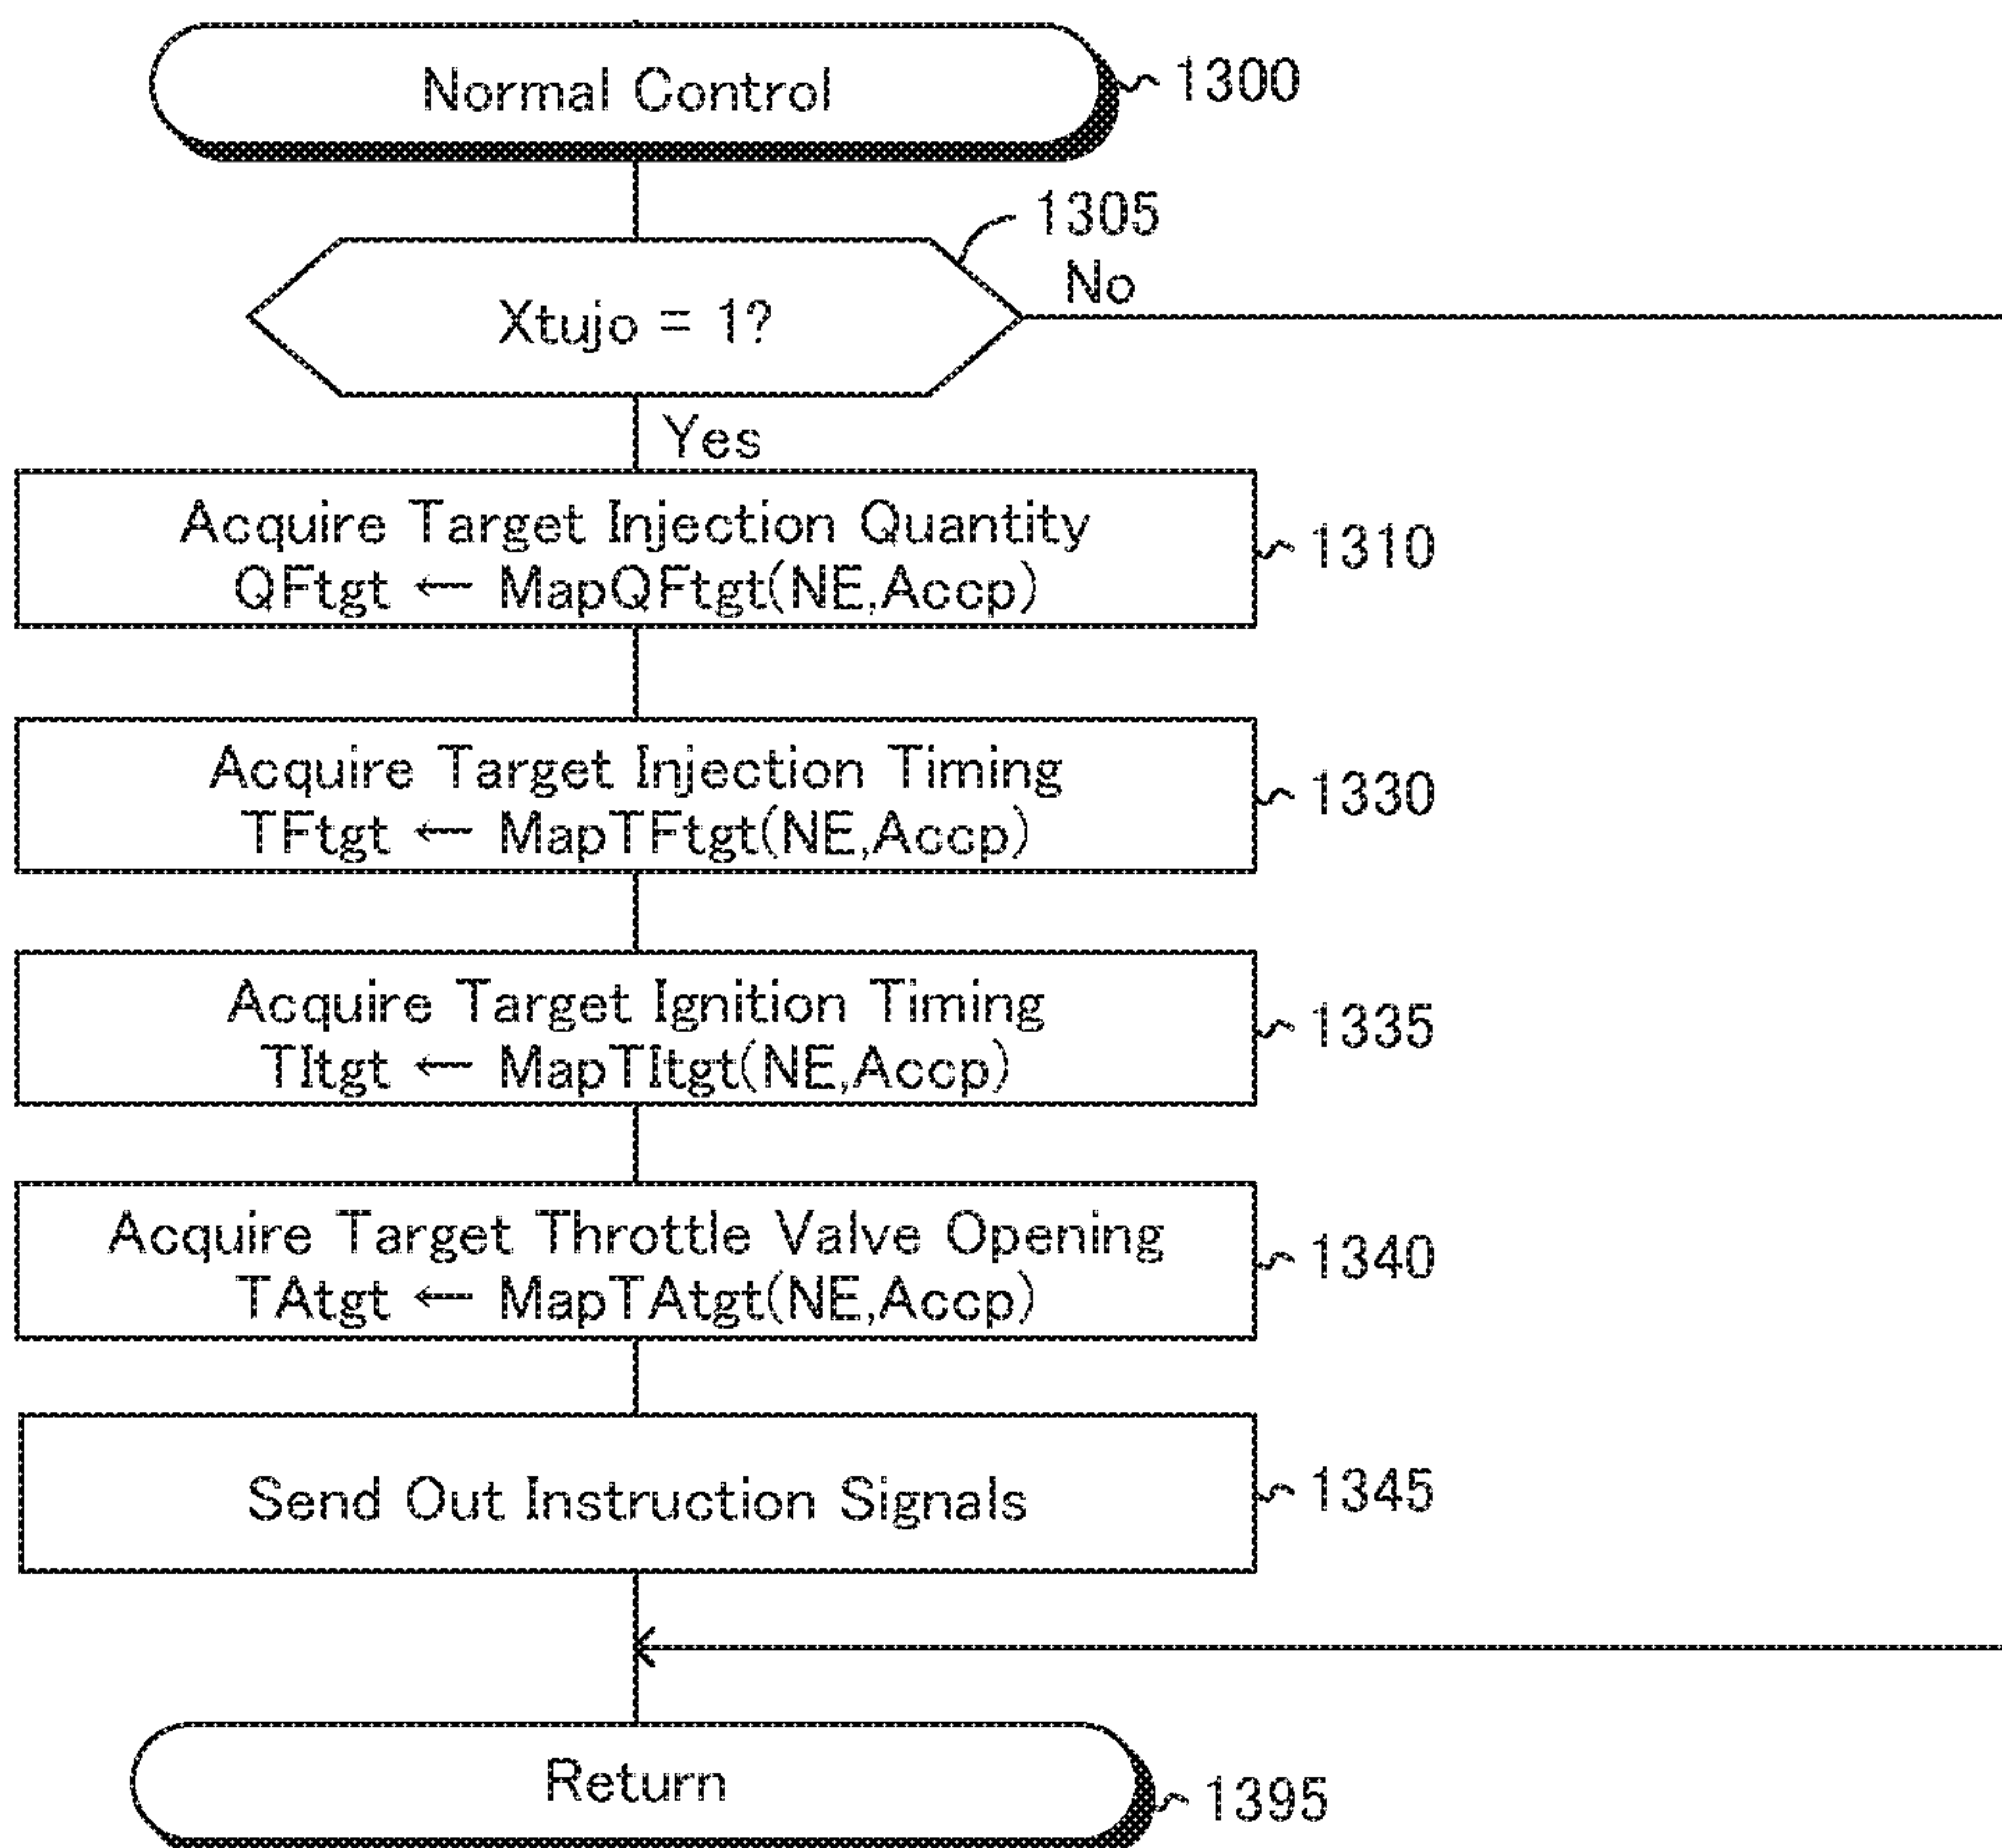 Normal Control
1300
1305
Xtujo = 1?
No
Yes
Acquire Target Injection Quantity
QFtgt ← MapQFtgt(NE,Accp)
1310
Acquire Target Injection Timing
TFtgt ← MapTFtgt(NE,Accp)
1330
Acquire Target Ignition Timing
TItgt ← MapTItgt(NE,Accp)
1335
Acquire Target Throttle Valve Opening
TAtgt ← MapTAtgt(NE,Accp)
1340
Send Out Instruction Signals
1345
Return
1395